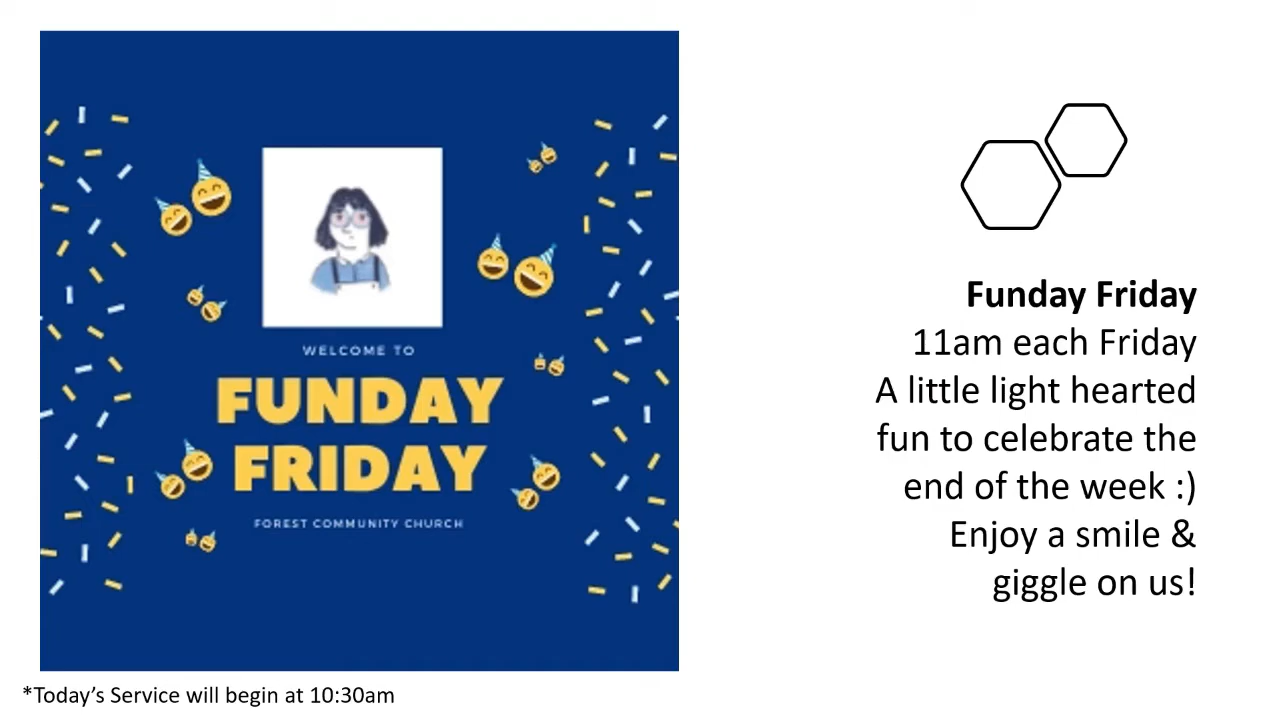 WELCOME TO
FUNDAY
FRIDAY
FOREST COMMUNITY CHURCH
Funday Friday
11am each Friday
A little light hearted
fun to celebrate the
end of the week :)
Enjoy a smile &
giggle on us!
*Today's Service will begin at 10:30am